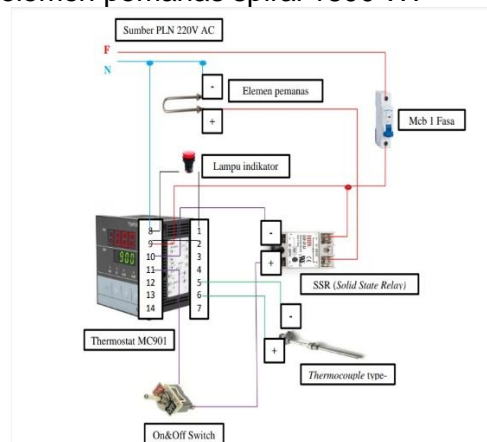 elemen pemanas spiral 1500 W.
Sumber PLN 220V AC
F
N
-
Elemen pemanas
+
Mcb 1 Fasa
Lampu indikator
8
9
10
11
12
13
14
1
2
3
4
5
6
7
900
-
+
SSR (Solid State Relay)
-
+
Thermostat MC901
Thermocouple type-
On&Off Switch